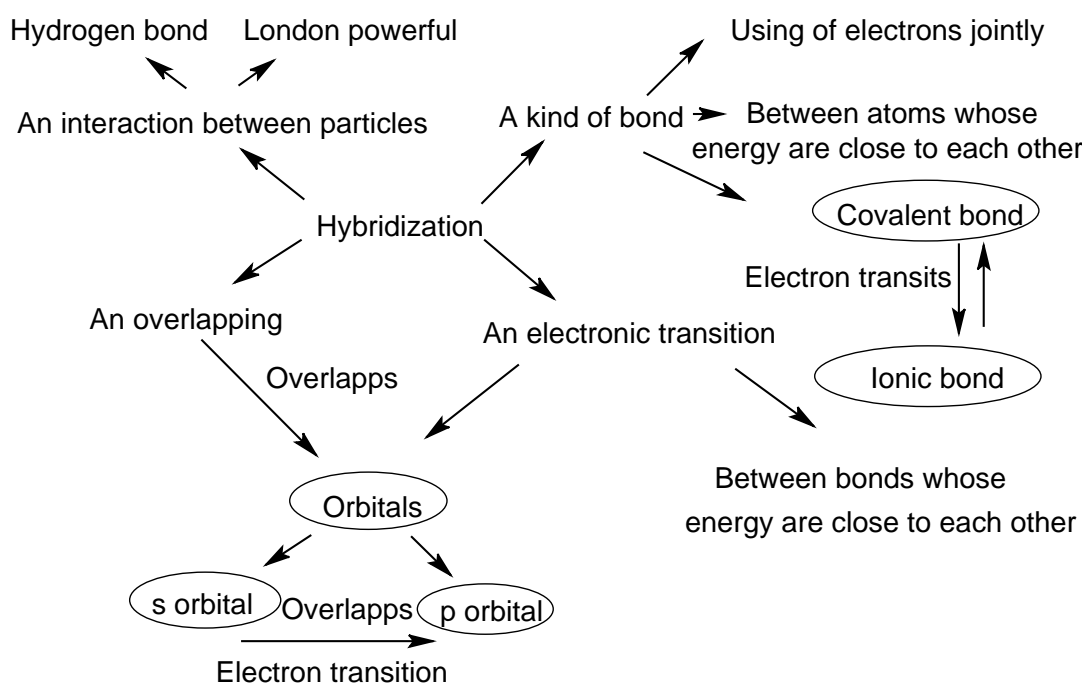 Hydrogen bond
London powerful
Using of electrons jointly
An interaction between particles
A kind of bond
Between atoms whose
energy are close to each other
Hybridization
Covalent bond
Electron transits
An overlapping
An electronic transition
Overlapps
Ionic bond
Between bonds whose
energy are close to each other
Orbitals
s orbital
Overlapps
p orbital
Electron transition